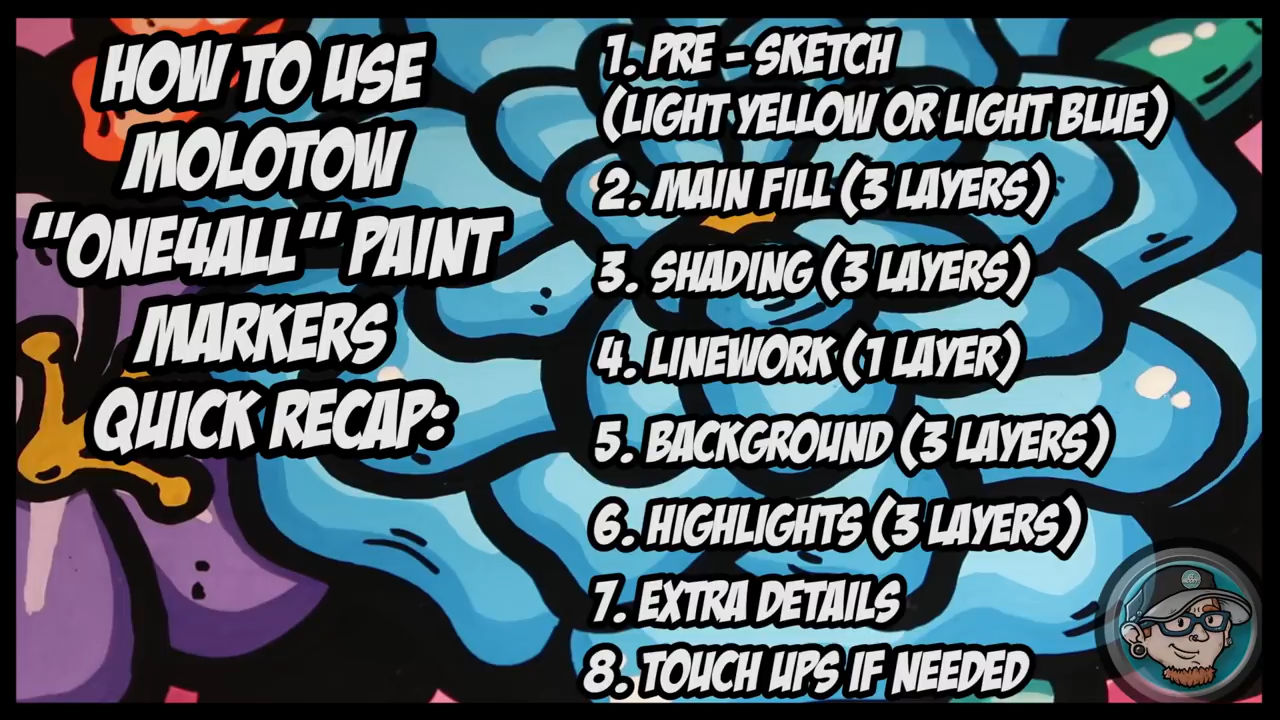 HOW TO USE
MOLOTOW
"ONE4ALL" PAINT
MARKERS
QUICK RECAP:
1. PRE - SKETCH
(LIGHT YELLOW OR LIGHT BLUE)
2. MAIN FILL (3 LAYERS)
3. SHADING (3 LAYERS)
4. LINEWORK (1 LAYER)
5. BACKGROUND (3 LAYERS)
6. HIGHLIGHTS (3 LAYERS)
7. EXTRA DETAILS
8. TOUCH UPS IF NEEDED